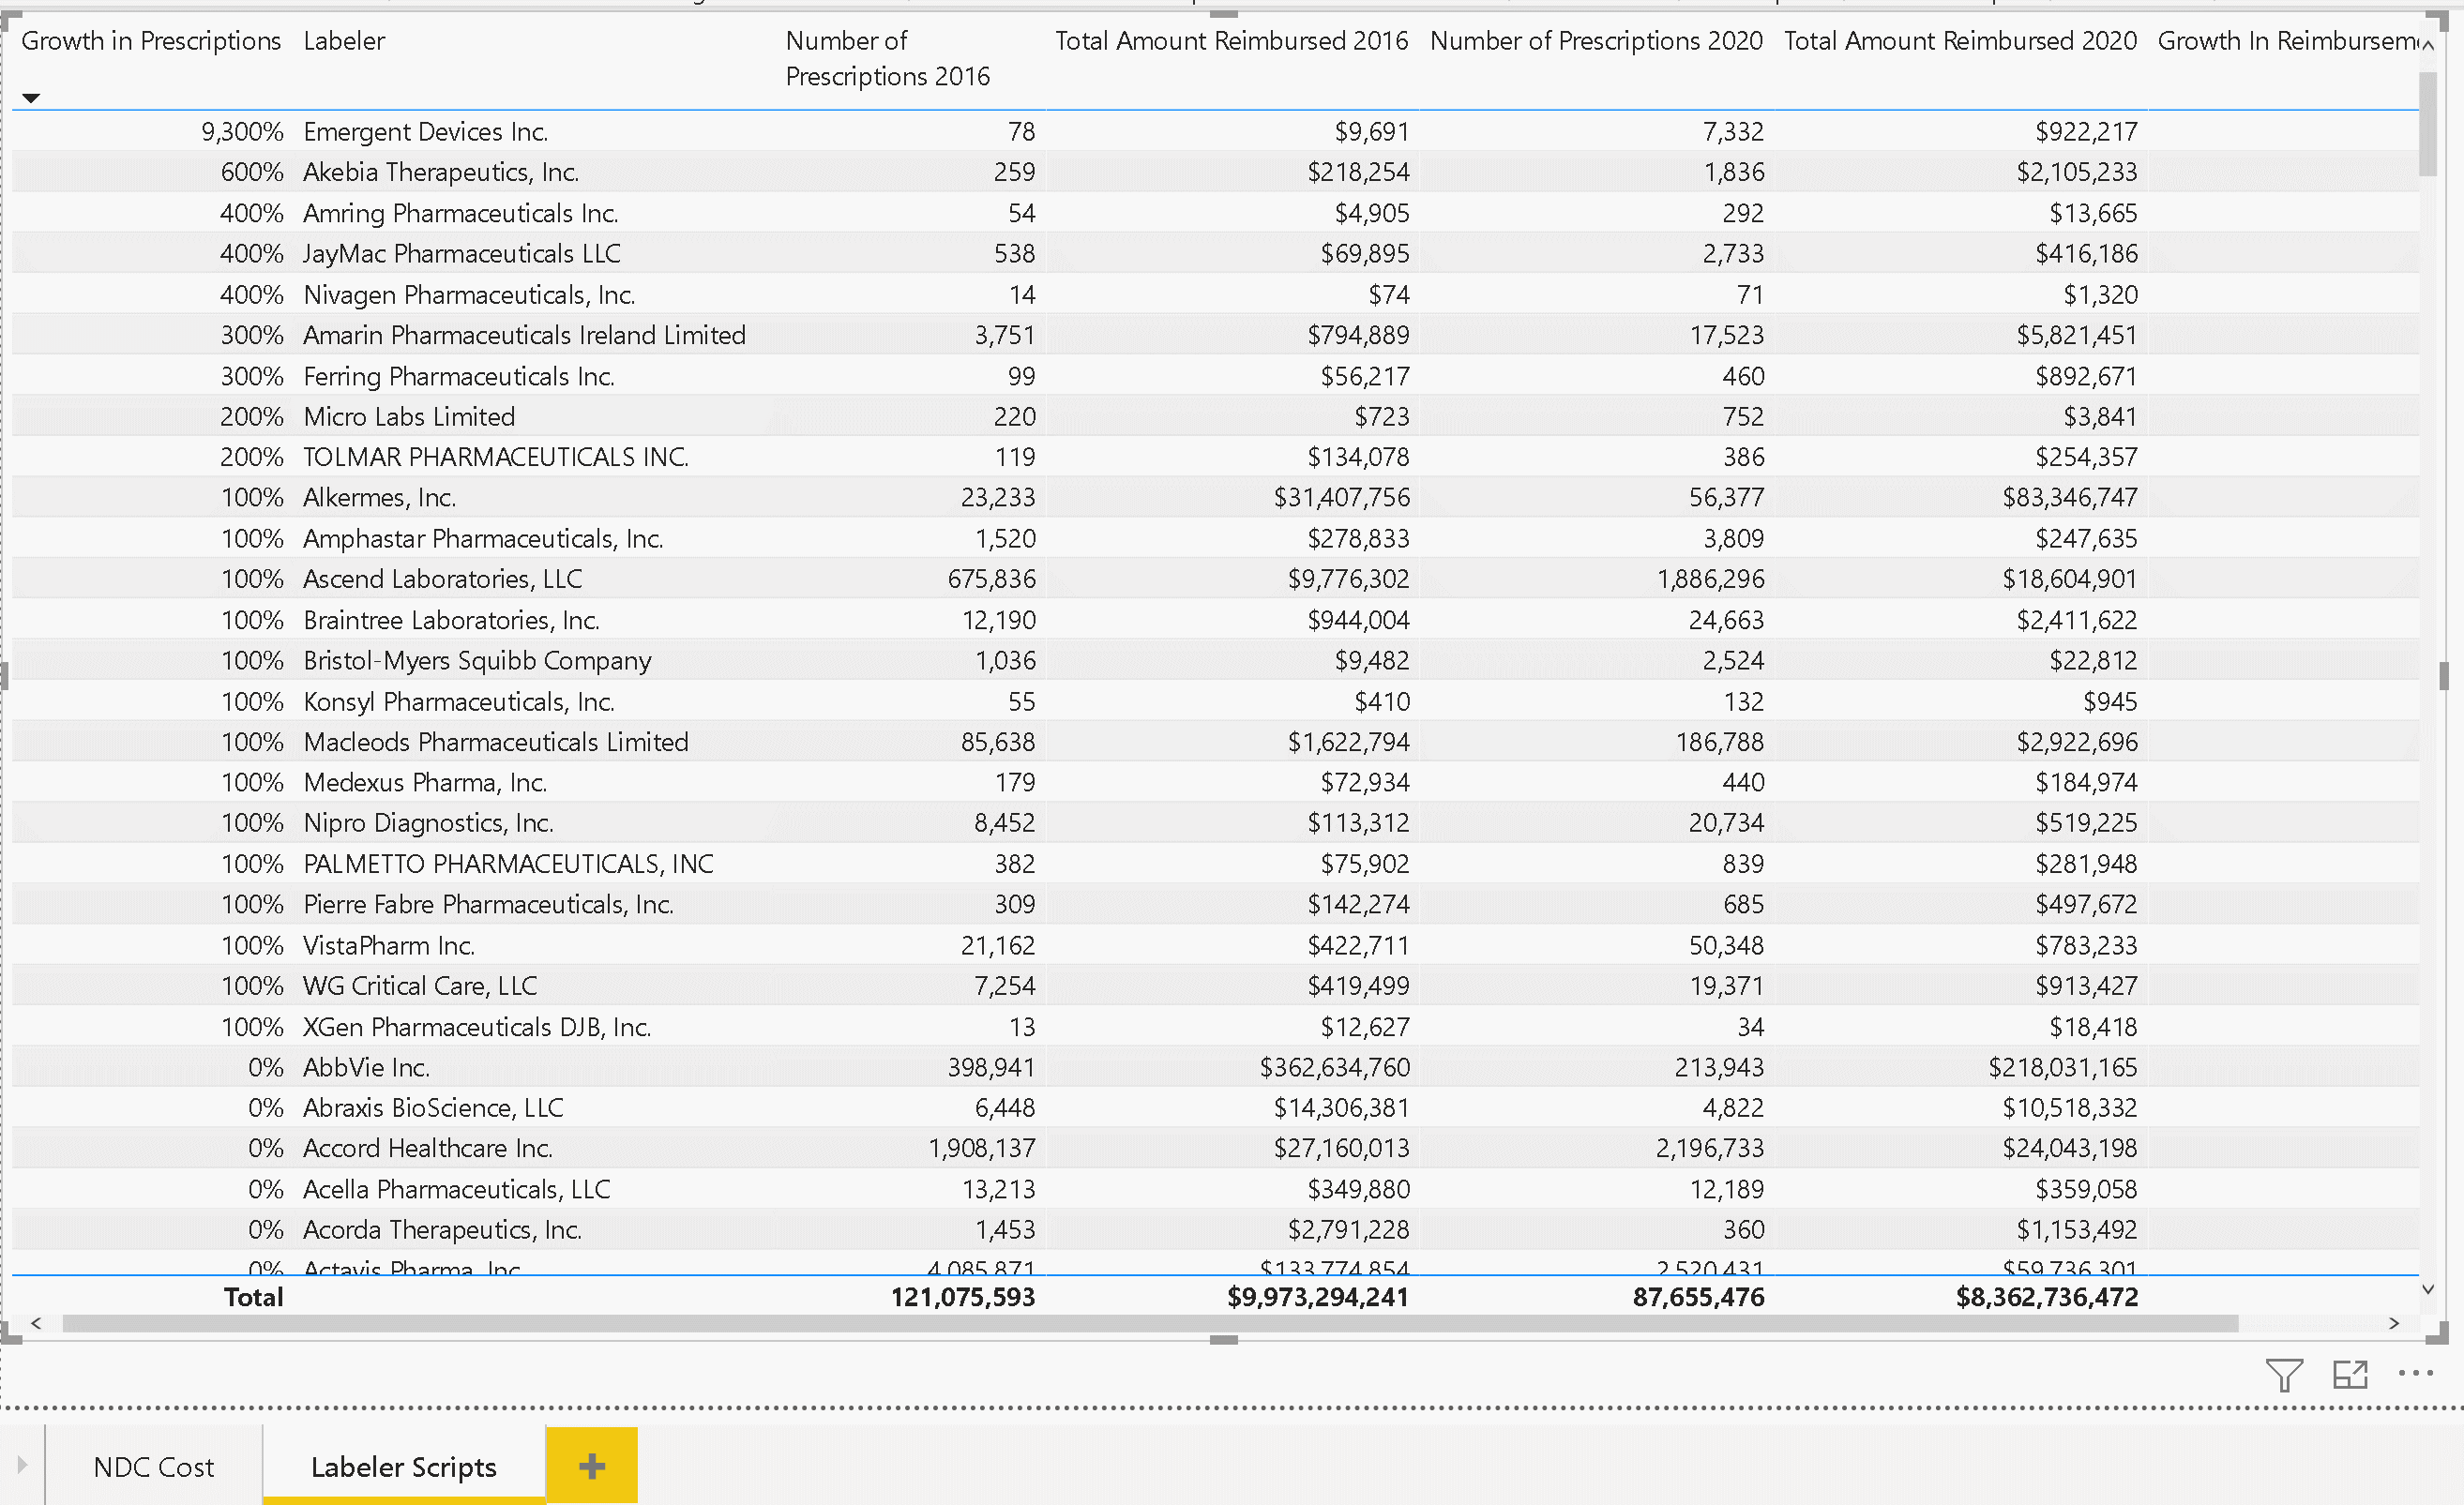 Growth in Prescriptions Labeler Number of Prescriptions 2016 Total Amount Reimbursed 2016 Number of Prescriptions 2020 Total Amount Reimbursed 2020 Growth In Reimburseme
9,300% Emergent Devices Inc. 78 $9,691 7,332 $922,217
600% Akebia Therapeutics, Inc. 259 $218,254 1,836 $2,105,233
400% Amring Pharmaceuticals Inc. 54 $4,905 292 $13,665
400% JayMac Pharmaceuticals LLC 538 $69,895 2,733 $416,186
400% Nivagen Pharmaceuticals, Inc. 14 $74 71 $1,320
300% Amarin Pharmaceuticals Ireland Limited 3,751 $794,889 17,523 $5,821,451
300% Ferring Pharmaceuticals Inc. 99 $56,217 460 $892,671
200% Micro Labs Limited 220 $723 752 $3,841
200% TOLMAR PHARMACEUTICALS INC. 119 $134,078 386 $254,357
100% Alkermes, Inc. 23,233 $31,407,756 56,377 $83,346,747
100% Amphastar Pharmaceuticals, Inc. 1,520 $278,833 3,809 $247,635
100% Ascend Laboratories, LLC 675,836 $9,776,302 1,886,296 $18,604,901
100% Braintree Laboratories, Inc. 12,190 $944,004 24,663 $2,411,622
100% Bristol-Myers Squibb Company 1,036 $9,482 2,524 $22,812
100% Konsyl Pharmaceuticals, Inc. 55 $410 132 $945
100% Macleods Pharmaceuticals Limited 85,638 $1,622,794 186,788 $2,922,696
100% Medexus Pharma, Inc. 179 $72,934 440 $184,974
100% Nipro Diagnostics, Inc. 8,452 $113,312 20,734 $519,225
100% PALMETTO PHARMACEUTICALS, INC 382 $75,902 839 $281,948
100% Pierre Fabre Pharmaceuticals, Inc. 309 $142,274 685 $497,672
100% VistaPharm Inc. 21,162 $422,711 50,348 $783,233
100% WG Critical Care, LLC 7,254 $419,499 19,371 $913,427
100% XGen Pharmaceuticals DJB, Inc. 13 $12,627 34 $18,418
0% AbbVie Inc. 398,941 $362,634,760 213,943 $218,031,165
0% Abraxis BioScience, LLC 6,448 $14,306,381 4,822 $10,518,332
0% Accord Healthcare Inc. 1,908,137 $27,160,013 2,196,733 $24,043,198
0% Acella Pharmaceuticals, LLC 13,213 $349,880 12,189 $359,058
0% Acorda Therapeutics, Inc. 1,453 $2,791,228 360 $1,153,492
0% Actavis Pharma, Inc. 4,085,871 $133,774,854 2,520,431 $59,736,301
Total 121,075,593 $9,973,294,241 87,655,476 $8,362,736,472
NDC Cost Labeler Scripts